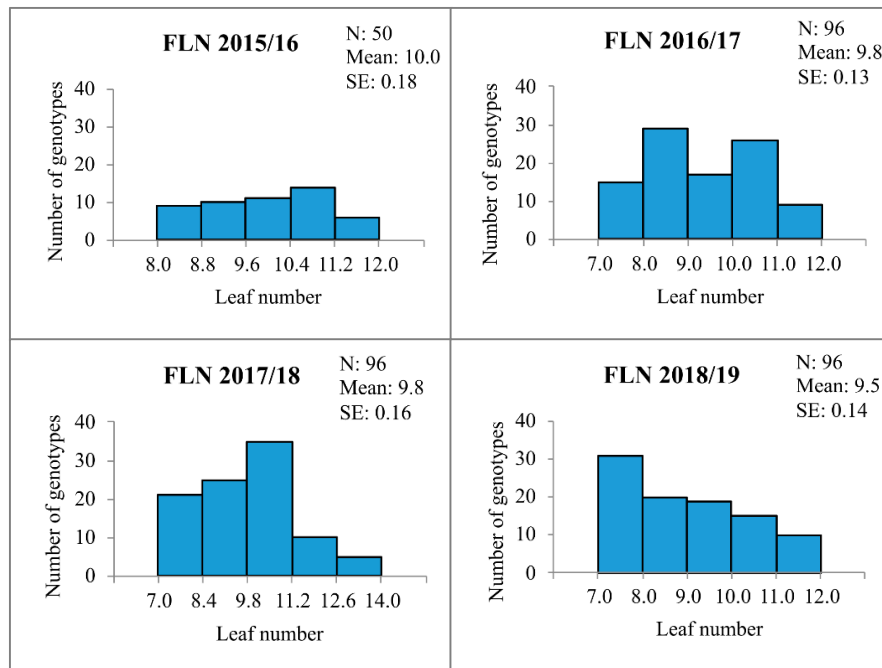 FLN 2015/16
N: 50
Mean: 10.0
SE: 0.18
Number of genotypes
40
30
20
10
0
8.0 8.8 9.6 10.4 11.2 12.0
Leaf number
FLN 2016/17
N: 96
Mean: 9.8
SE: 0.13
Number of genotypes
40
30
20
10
0
7.0 8.0 9.0 10.0 11.0 12.0
Leaf number
FLN 2017/18
N: 96
Mean: 9.8
SE: 0.16
Number of genotypes
40
30
20
10
0
7.0 8.4 9.8 11.2 12.6 14.0
Leaf number
FLN 2018/19
N: 96
Mean: 9.5
SE: 0.14
Number of genotypes
40
30
20
10
0
7.0 8.0 9.0 10.0 11.0 12.0
Leaf number